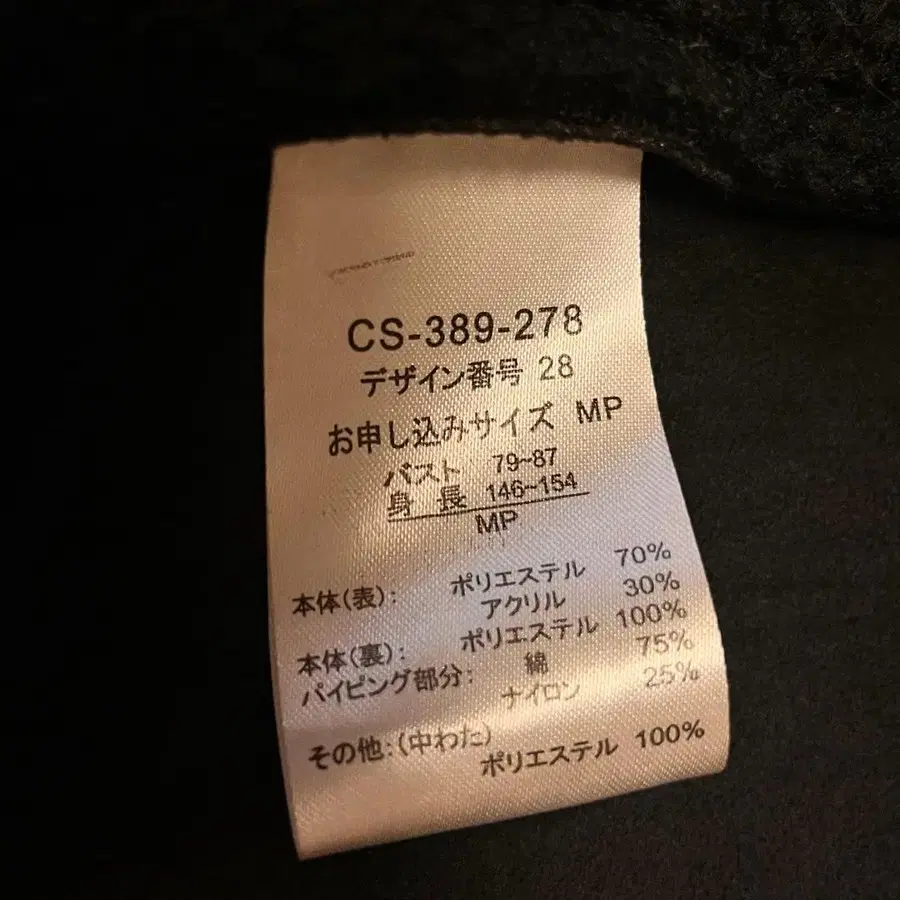 CS-389-278
デザイン番号 28
お申し込みサイズ MP
バスト 79~87
身長 146~154
MP
本体(表): ポリエステル 70%
アクリル 30%
本体(裏): ポリエステル 100%
パイピング部分: 綿 75%
ナイロン 25%
その他:(中わた)
ポリエステル 100%